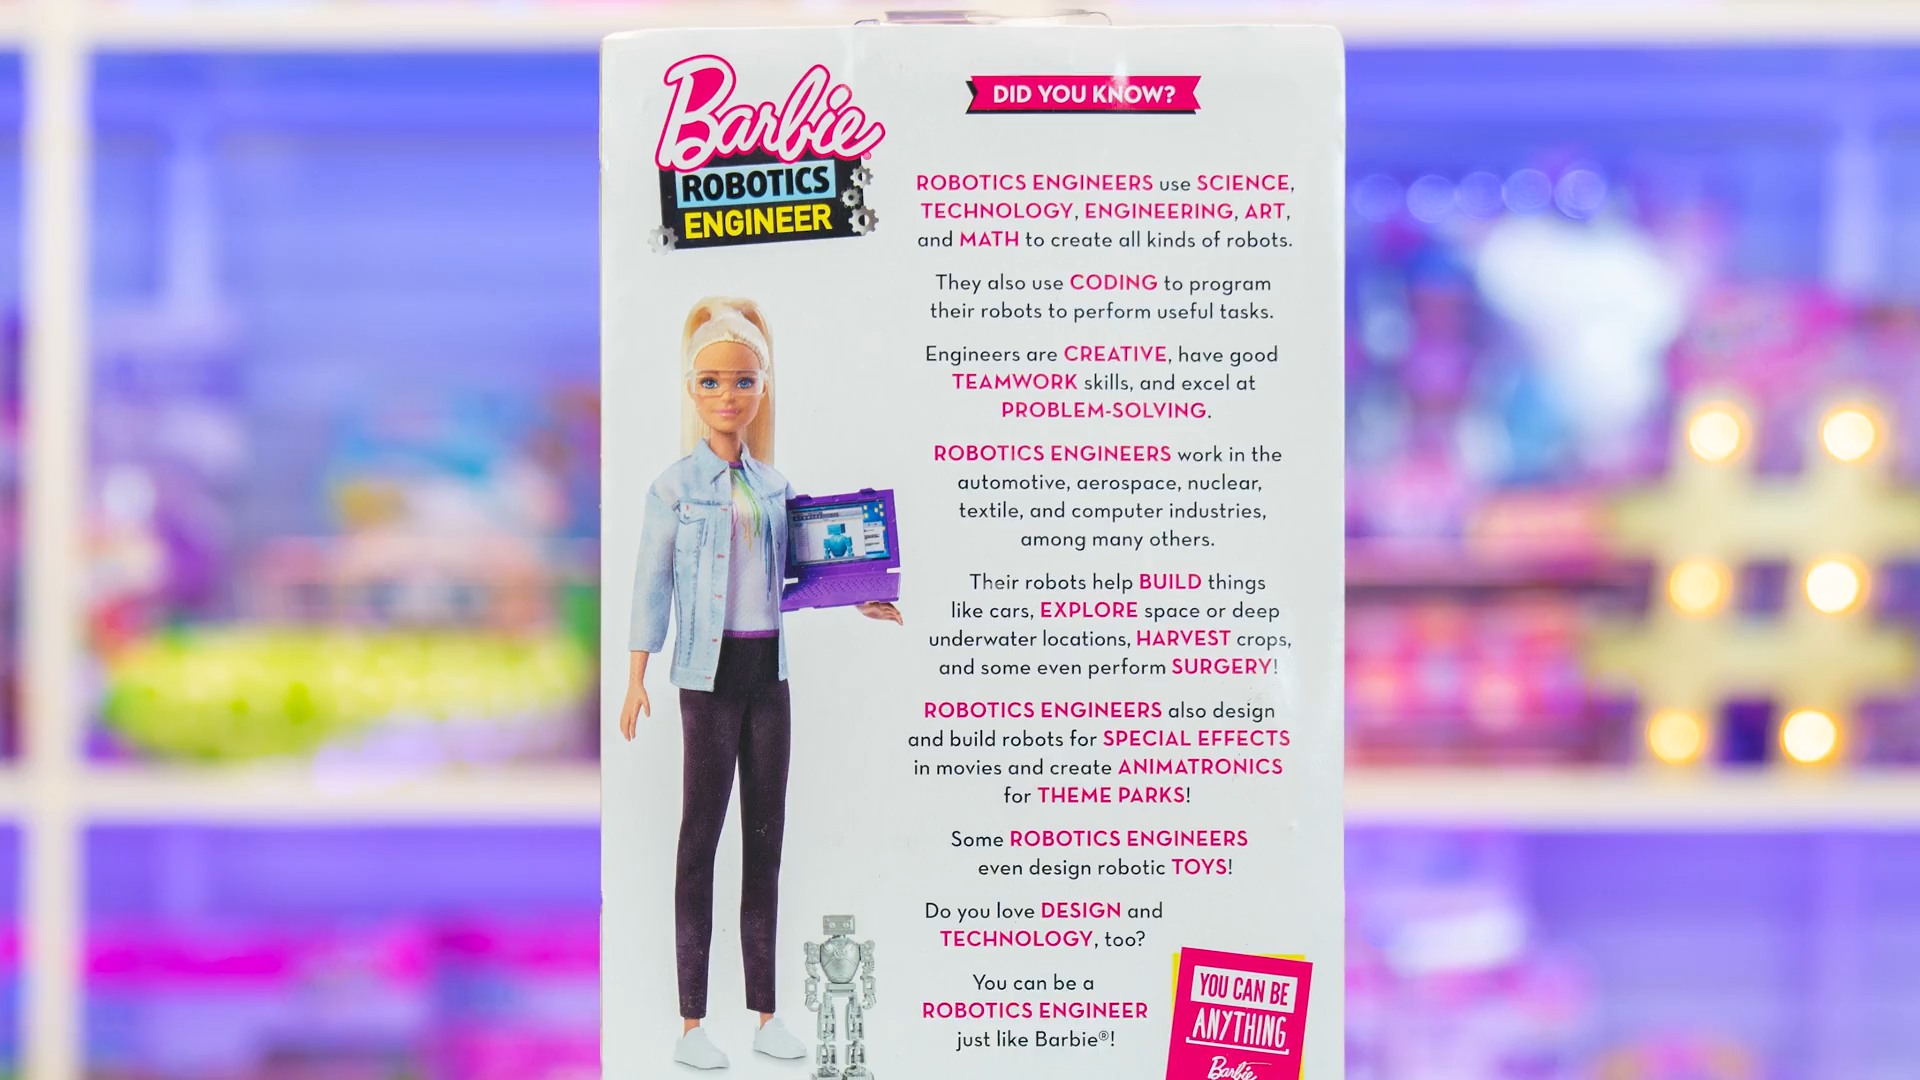 Barbie
ROBOTICS
ENGINEER
DID YOU KNOW?
ROBOTICS ENGINEERS use SCIENCE,
TECHNOLOGY, ENGINEERING, ART,
and MATH to create all kinds of robots.
They also use CODING to program
their robots to perform useful tasks.
Engineers are CREATIVE, have good
TEAMWORK skills, and excel at
PROBLEM-SOLVING.
ROBOTICS ENGINEERS work in the
automotive, aerospace, nuclear,
textile, and computer industries,
among many others.
Their robots help BUILD things
like cars, EXPLORE space or deep
underwater locations, HARVEST crops,
and some even perform SURGERY!
ROBOTICS ENGINEERS also design
and build robots for SPECIAL EFFECTS
in movies and create ANIMATRONICS
for THEME PARKS!
Some ROBOTICS ENGINEERS
even design robotic TOYS!
Do you love DESIGN and
TECHNOLOGY, too?
You can be a
ROBOTICS ENGINEER
just like Barbie®!
YOU CAN BE
ANYTHING
Barbie